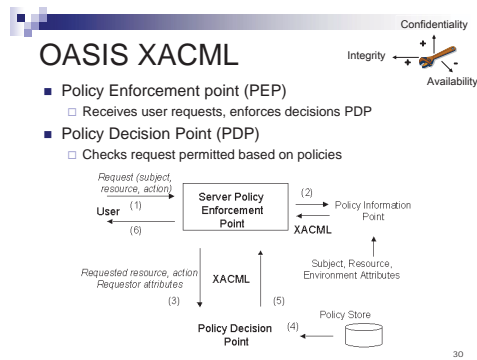 Confidentiality
OASIS XACML
Integrity
+
+
-
Availability
Policy Enforcement point (PEP)
Receives user requests, enforces decisions PDP
Policy Decision Point (PDP)
Checks request permitted based on policies
Request (subject,
resource, action)
(1)
User
(6)
Server Policy
Enforcement
Point
(2)
XACML
Policy Information
Point
Subject, Resource,
Environment Attributes
Requested resource, action
Requestor attributes
(3)
XACML
(5)
Policy Decision
Point
(4)
Policy Store
30